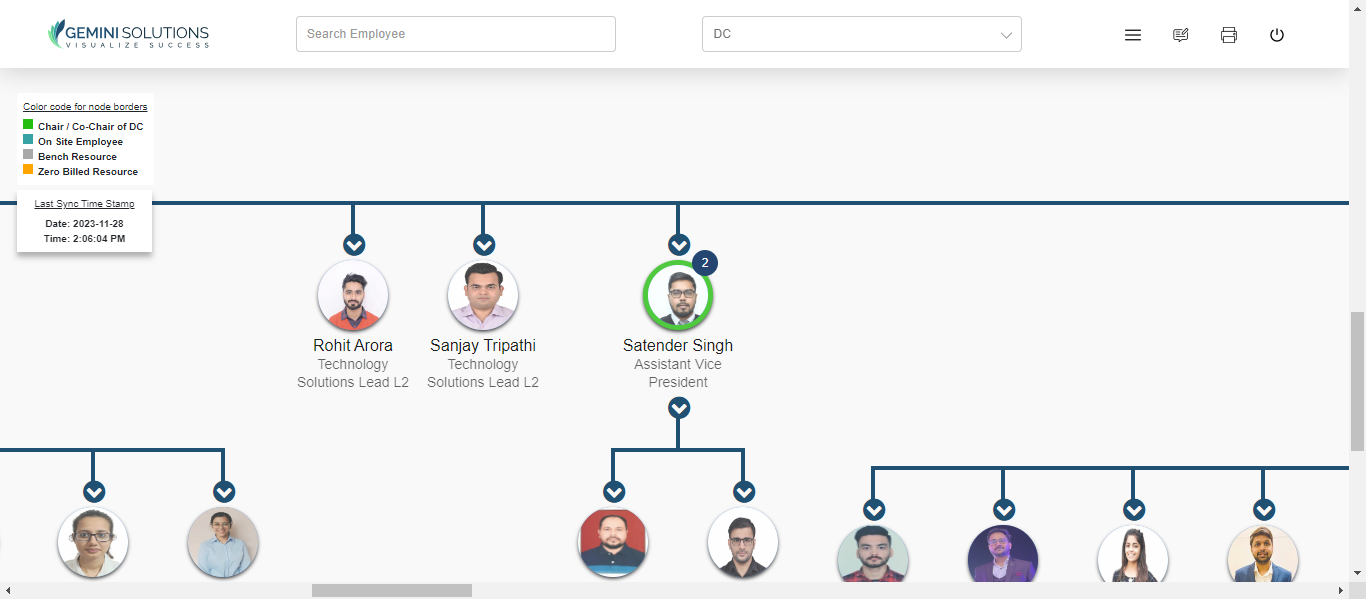 GEMINI SOLUTIONS
VISUALIZE SUCCESS
Search Employee
DC
Color code for node borders
Chair / Co-Chair of DC
On Site Employee
Bench Resource
Zero Billed Resource
Last Sync Time Stamp
Date: 2023-11-28
Time: 2:06:04 PM
2
Rohit Arora
Technology
Solutions Lead L2
Sanjay Tripathi
Technology
Solutions Lead L2
Satender Singh
Assistant Vice
President